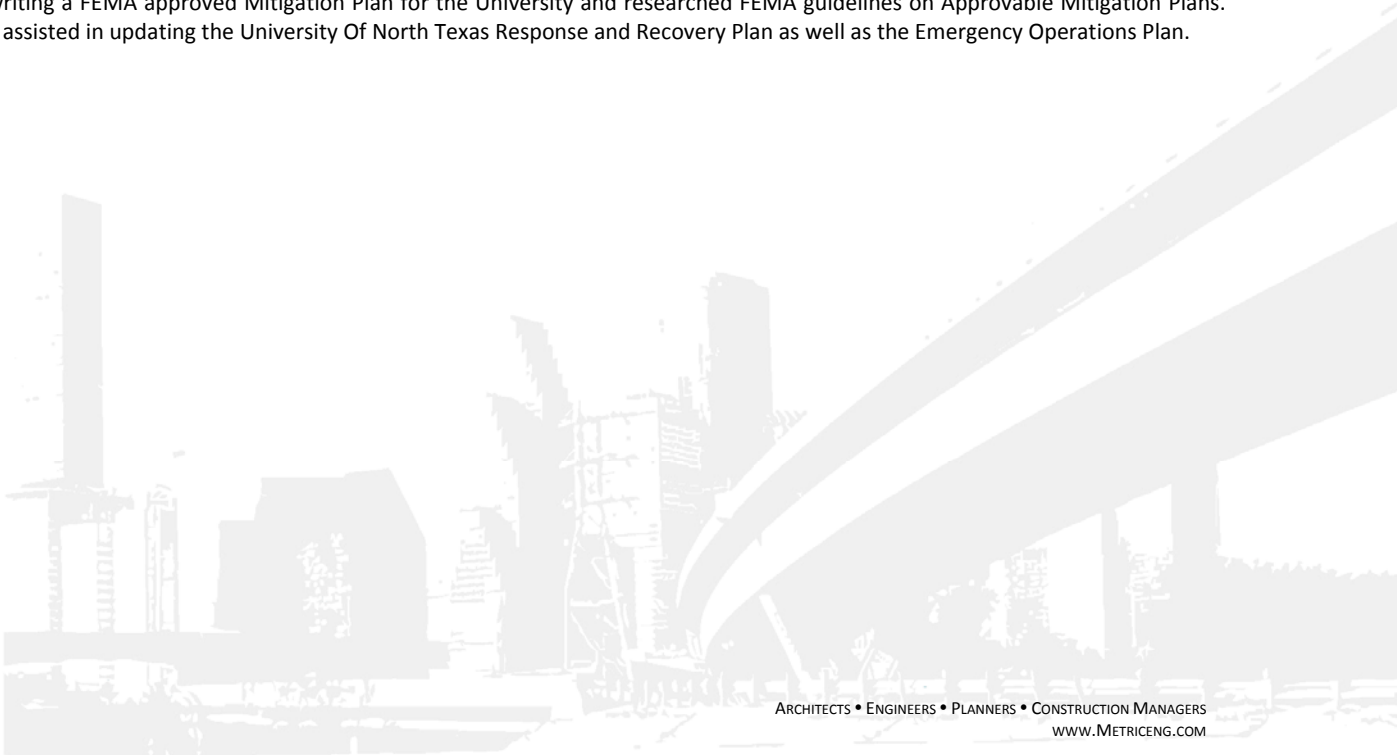 writing a FEMA approved Mitigation Plan for the University and researched FEMA guidelines on Approvable Mitigation Plans.
assisted in updating the University Of North Texas Response and Recovery Plan as well as the Emergency Operations Plan.
ARCHITECTS • ENGINEERS • PLANNERS • CONSTRUCTION MANAGERS
WWW.METRICENG.COM